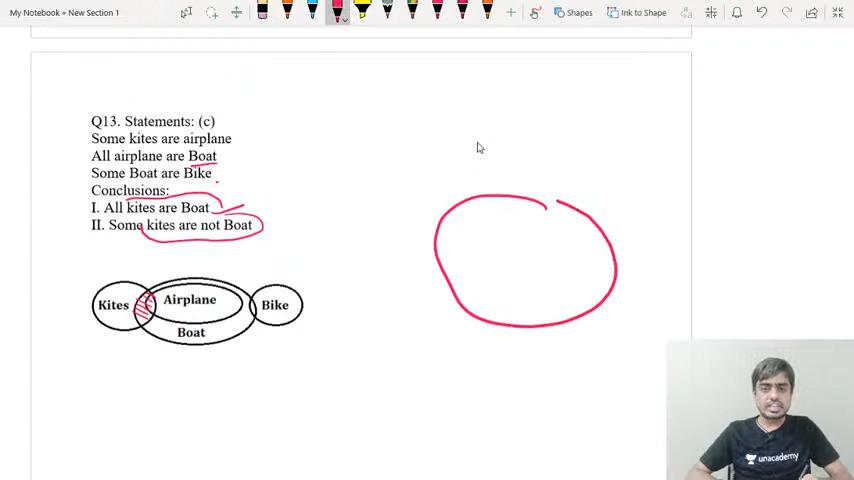 My Notebook » New Section 1
Shapes
Ink to Shape
Q13. Statements: (c)
Some kites are airplane
All airplane are Boat
Some Boat are Bike
Conclusions:
I. All kites are Boat
II. Some kites are not Boat
Kites
Airplane
Bike
Boat
unacademy